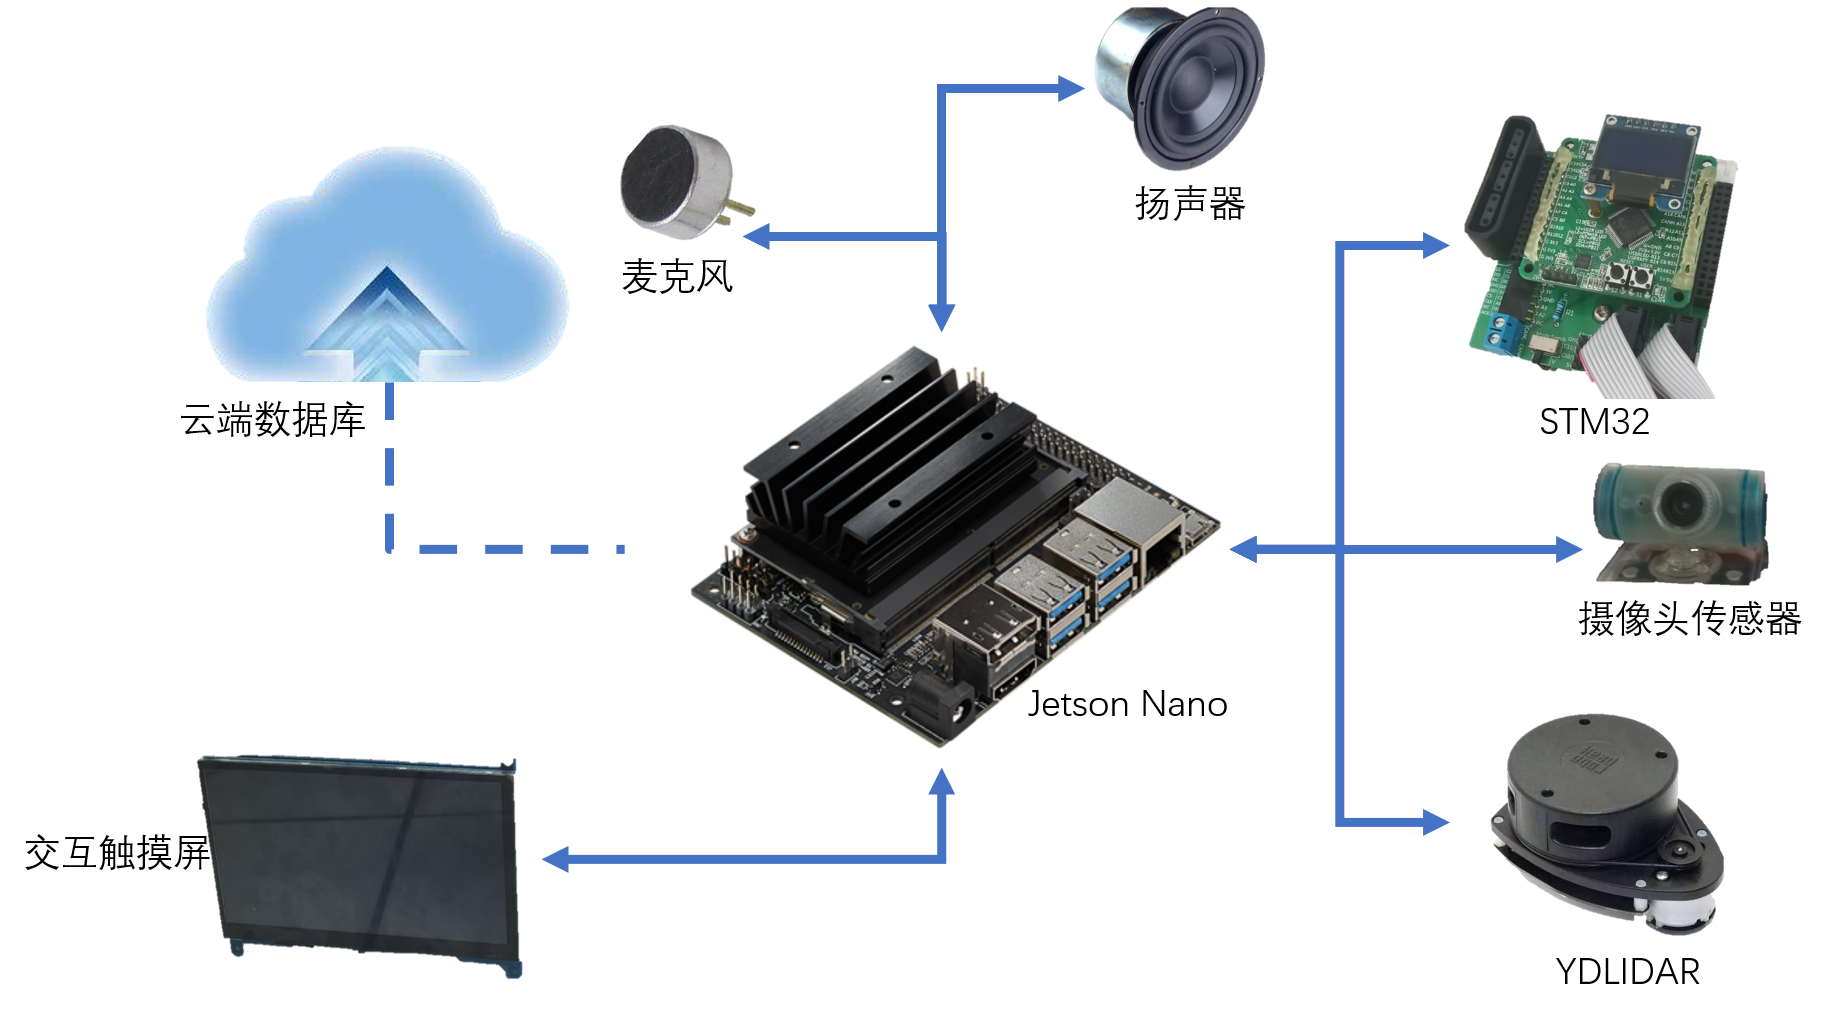 扬声器
麦克风
云端数据库
STM32
摄像头传感器
Jetson Nano
交互触摸屏
YDLIDAR